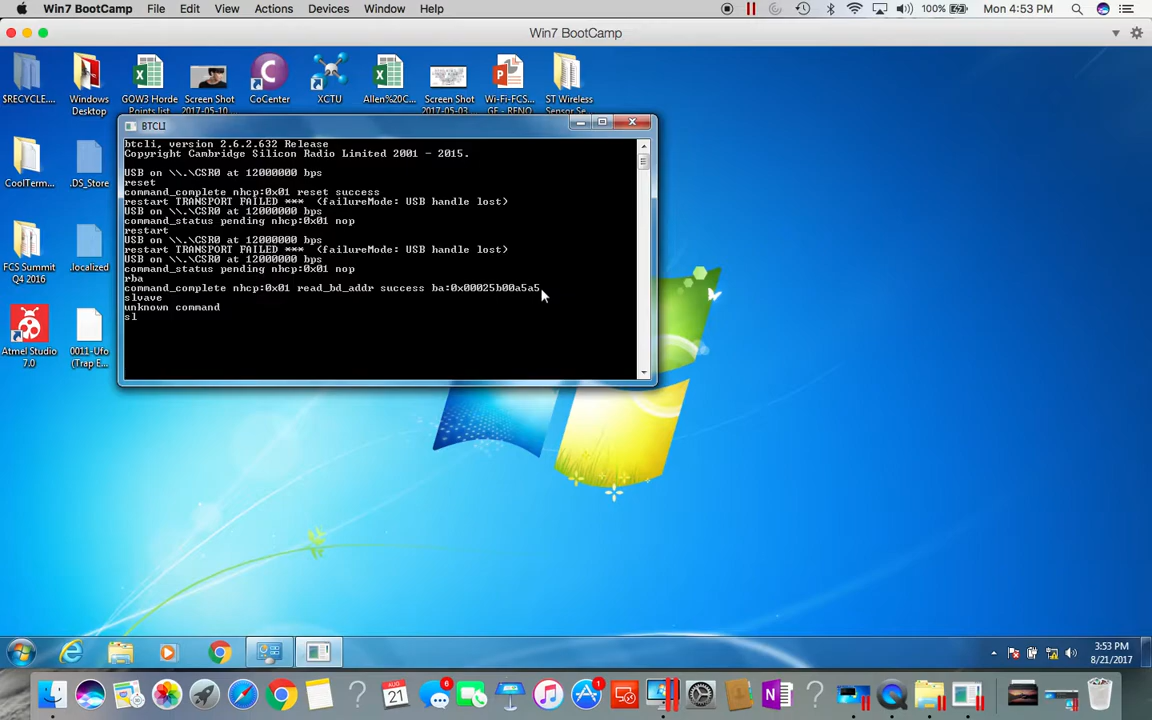 Win7 BootCamp File Edit View Actions Devices Window Help 100% Mon 4:53 PM
Win7 BootCamp
$RECYCLE.... Windows Desktop GOW3 Horde Points list Screen Shot 2017-05-10... CoCenter XCTU Allen%20C... Screen Shot 2017-05-03... Wi-Fi-FCS... GE - RENO ST Wireless Sensor Se...
BTCLI
btcli, version 2.6.2.632 Release
Copyright Cambridge Silicon Radio Limited 2001 - 2015.
USB on \\.\CSR0 at 12000000 bps
reset
command_complete nhcp:0x01 reset success
restart TRANSPORT FAILED *** (failureMode: USB handle lost)
USB on \\.\CSR0 at 12000000 bps
command_status pending nhcp:0x01 nop
restart
USB on \\.\CSR0 at 12000000 bps
restart TRANSPORT FAILED *** (failureMode: USB handle lost)
USB on \\.\CSR0 at 12000000 bps
command_status pending nhcp:0x01 nop
rba
command_complete nhcp:0x01 read_bd_addr success ba:0x00025b00a5a5
slvave
unknown command
sl
CoolTerm... .DS_Store
FCS Summit Q4 2016 .localized
Atmel Studio 7.0 0011-Ufo (Trap E...
3:53 PM
8/21/2017
AUG 21 6 1